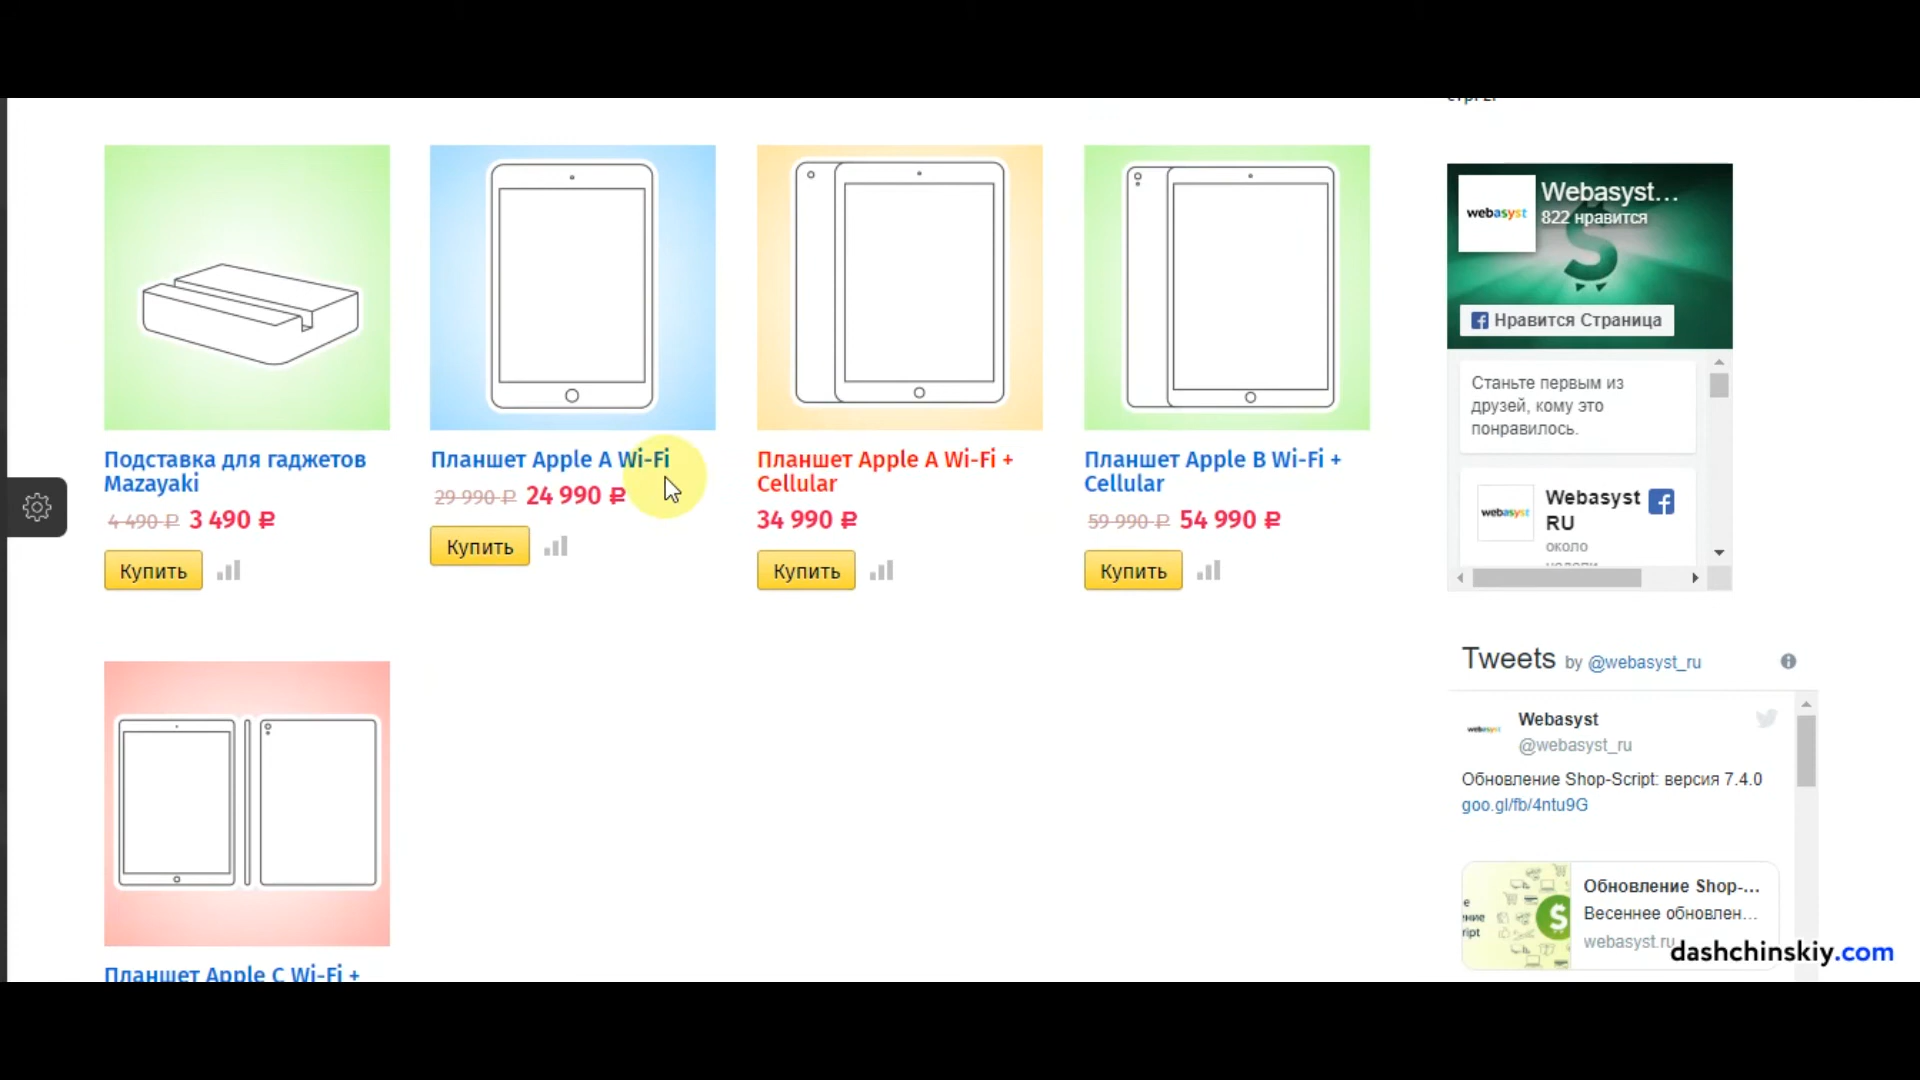 Подставка для гаджетов
Mazayaki
4 490 ₽ 3 490 ₽
Купить
Планшет Apple A Wi-Fi
29 990 ₽ 24 990 ₽
Купить
Планшет Apple A Wi-Fi +
Cellular
34 990 ₽
Купить
Планшет Apple B Wi-Fi +
Cellular
59 990 ₽ 54 990 ₽
Купить
Планшет Apple C Wi-Fi +
webasyst
Webasyst...
822 нравится
Нравится Страница
Станьте первым из
друзей, кому это
понравилось.
webasyst
Webasyst
RU
около
Tweets by @webasyst_ru
webasyst
Webasyst
@webasyst_ru
Обновление Shop-Script: версия 7.4.0
goo.gl/fb/4ntu9G
Обновление Shop-...
Весеннее обновлен...
webasyst.ru
dashchinskiy.com